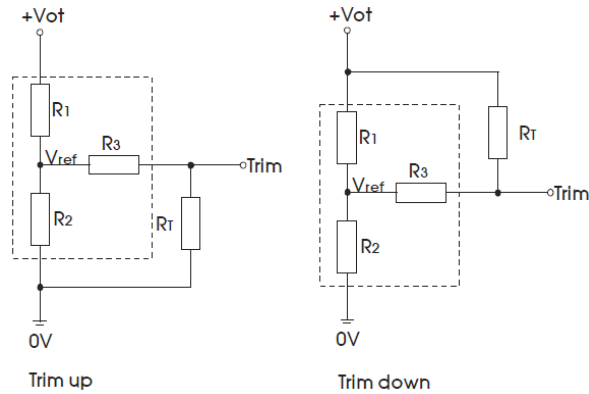 +Vot
R1
R3
Vref
Trim
R2
RT
0V
Trim up
+Vot
R1
RT
R3
Vref
Trim
R2
0V
Trim down